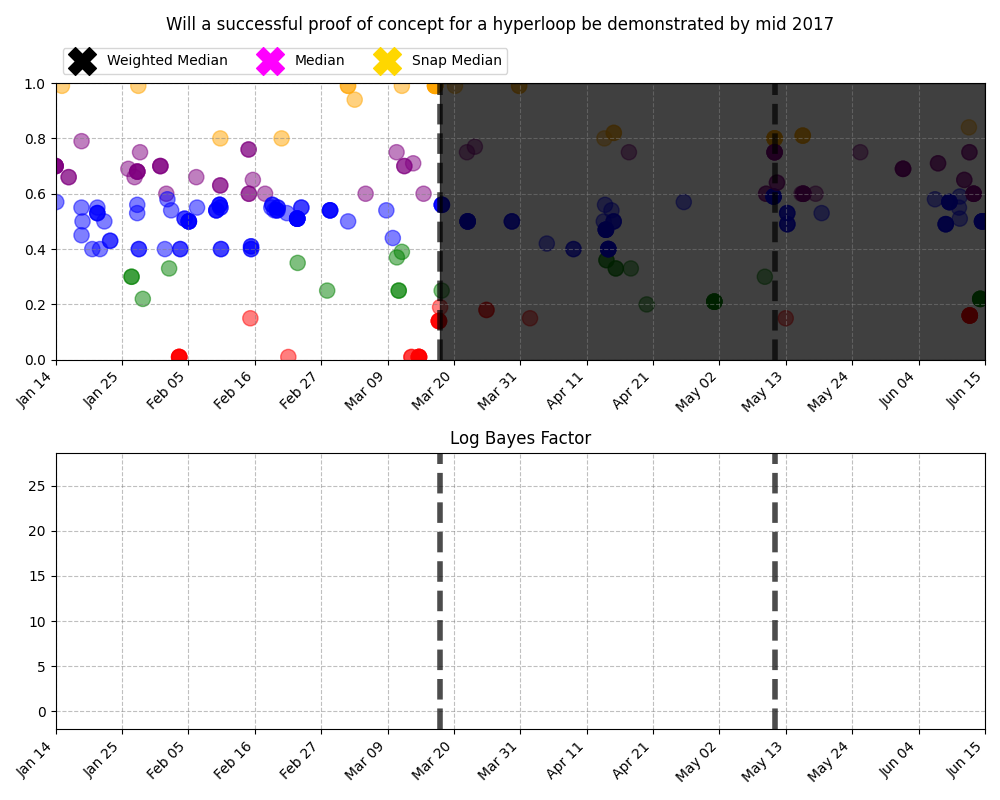 Will a successful proof of concept for a hyperloop be demonstrated by mid 2017
Weighted Median Median Snap Median
1.0
0.8
0.6
0.4
0.2
0.0
Jan 14 Jan 25 Feb 05 Feb 16 Feb 27 Mar 09 Mar 20 Mar 31 Apr 11 Apr 21 May 02 May 13 May 24 Jun 04 Jun 15
Log Bayes Factor
25
20
15
10
5
0
Jan 14 Jan 25 Feb 05 Feb 16 Feb 27 Mar 09 Mar 20 Mar 31 Apr 11 Apr 21 May 02 May 13 May 24 Jun 04 Jun 15